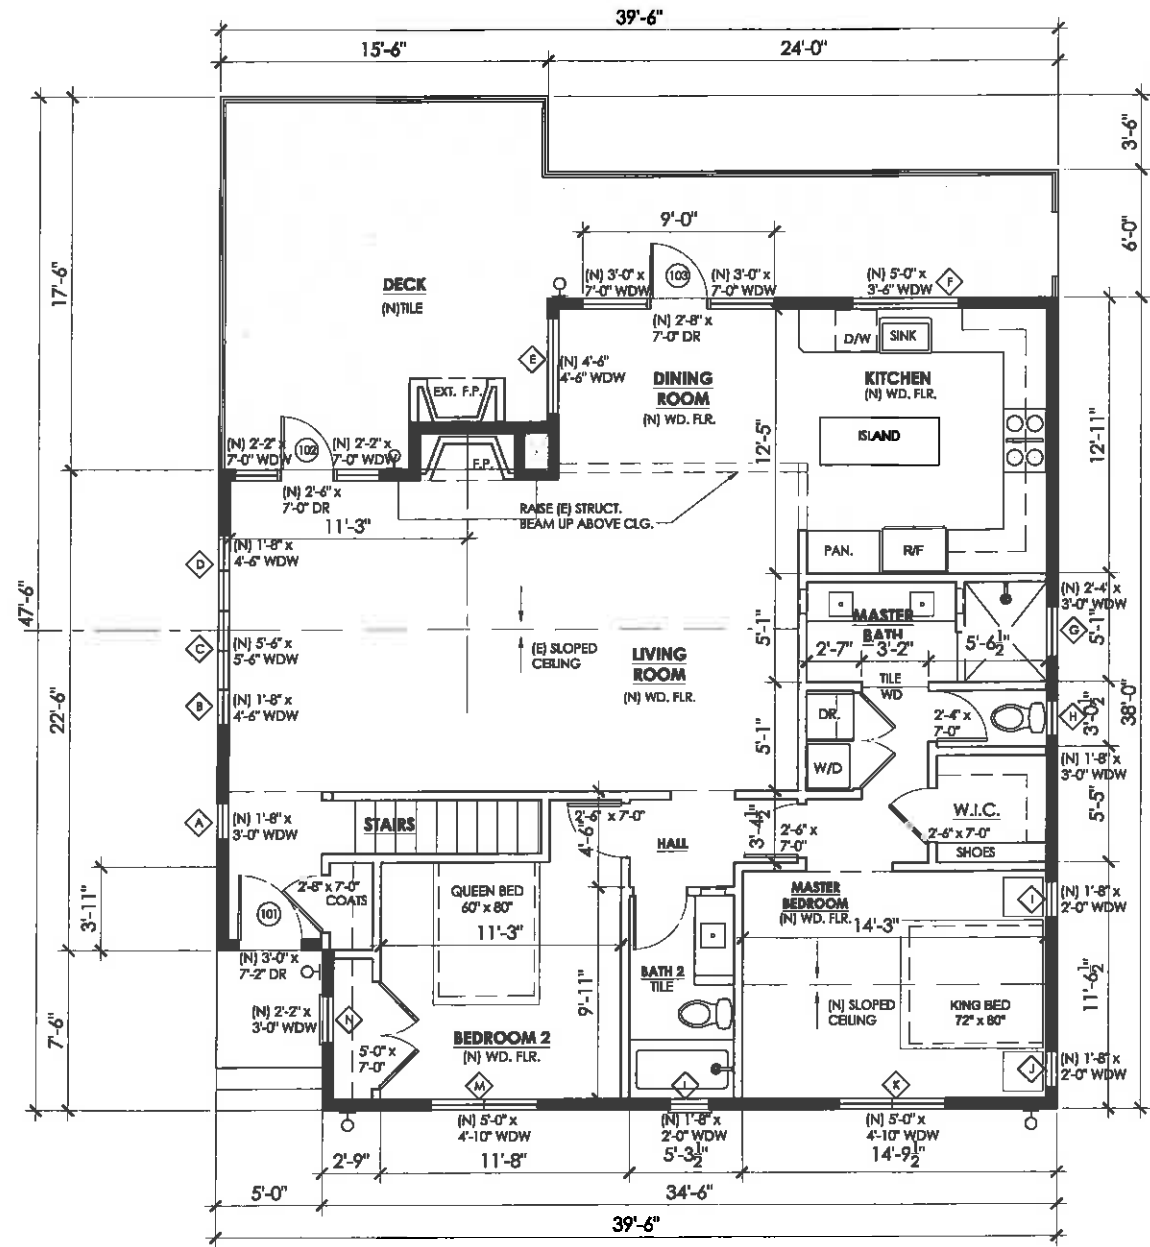 39'-6"
15'-6"
24'-0"
3'-6"
6'-0"
9'-0"
17'-6"
(N) 3'-0" x
7'-0" WDW
103
(N) 3'-0" x
7'-0" WDW
(N) 5'-0" x
3'-6" WDW
F
DECK
(N)TILE
(N) 2'-8" x
7'-0" DR
D/W
SINK
E
(N) 4'-6"
4'-6" WDW
DINING
ROOM
(N) WD. FLR.
KITCHEN
(N) WD. FLR.
EXT. F.P.
ISLAND
12'-5"
12'-11"
(N) 2'-2" x
7'-0" WDW
102
(N) 2'-2" x
7'-0" WDW
F.P.
(N) 2'-6" x
7'-0" DR
11'-3"
RAISE (E) STRUCT.
BEAM UP ABOVE CLG.
PAN.
R/F
D
(N) 1'-8" x
4'-6" WDW
47'-6"
(N) 2'-4" x
3'-0" WDW
G
5'-1"
MASTER
BATH
5'-1"
2'-7"
3'-2"
5'-6½"
C
(N) 5'-6" x
5'-6" WDW
(E) SLOPED
CEILING
LIVING
ROOM
(N) WD. FLR.
TILE
WD
B
(N) 1'-8" x
4'-6" WDW
22'-6"
5'-1"
DR.
2'-4" x
7'-0"
H
3'-0½"
38'-0"
W/D
(N) 1'-8" x
3'-0" WDW
5'-5"
A
(N) 1'-8" x
3'-0" WDW
STAIRS
2'-6" x 7'-0"
4'-6"
HALL
3'-4½"
2'-6" x
7'-0"
W.I.C.
2'-6" x 7'-0"
SHOES
3'-11"
101
2'-8" x 7'-0"
COATS
QUEEN BED
60" x 80"
11'-3"
MASTER
BEDROOM
(N) WD. FLR.
14'-3"
I
(N) 1'-8" x
2'-0" WDW
(N) 3'-0" x
7'-2" DR
BATH 2
TILE
9'-11"
11'-6½"
(N) 2'-2" x
3'-0" WDW
N
(N) SLOPED
CEILING
KING BED
72" x 80"
7'-6"
5'-0" x
7'-0"
BEDROOM 2
(N) WD. FLR.
J
(N) 1'-8" x
2'-0" WDW
M
L
K
(N) 5'-0" x
4'-10" WDW
(N) 1'-8" x
2'-0" WDW
(N) 5'-0" x
4'-10" WDW
2'-9"
11'-8"
5'-3½"
14'-9½"
5'-0"
34'-6"
39'-6"